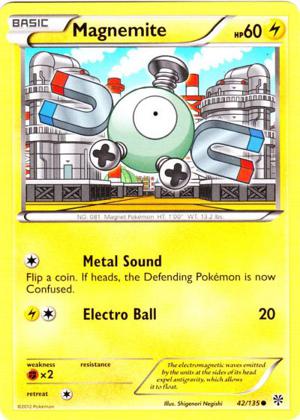 BASIC
Magnemite HP60
NO. 081 Magnet Pokémon HT. 1'00" WT. 13.2 lbs.
Metal Sound
Flip a coin. If heads, the Defending Pokémon is now
Confused.
Electro Ball 20
weakness resistance
×2
The electromagnetic waves emitted
by the units at the sides of its head
expel antigravity, which allows
it to float.
retreat
©2012 Pokémon Illus. Shigenori Negishi 42/135